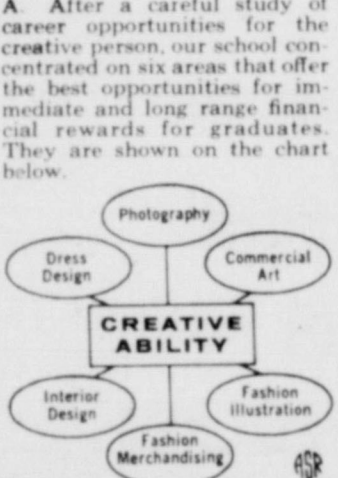 A. After a careful study of
career opportunities for the
creative person, our school con-
centrated on six areas that offer
the best opportunities for im-
mediate and long range finan-
cial rewards for graduates.
They are shown on the chart
below.
Photography
Dress
Design
Commercial
Art
CREATIVE
ABILITY
Interior
Design
Fashion
Illustration
Fashion
Merchandising
ASR